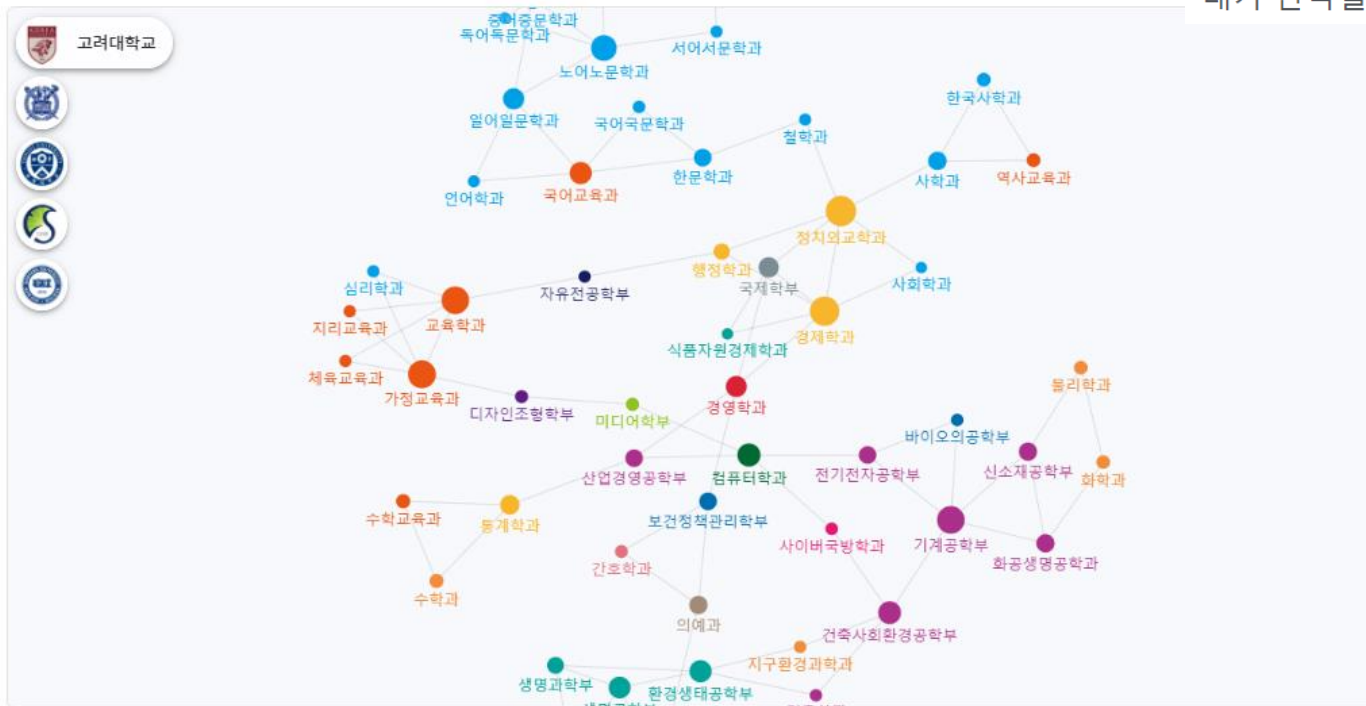 고려대학교
중어중문학과
독어독문학과
서어서문학과
노어노문학과
한국사학과
일어일문학과
국어국문학과
철학과
한문학과
사학과
역사교육과
언어학과
국어교육과
정치외교학과
행정학과
국제학부
사회학과
심리학과
자유전공학부
지리교육과
교육학과
경제학과
식품자원경제학과
체육교육과
가정교육과
물리학과
디자인조형학부
미디어학부
경영학과
바이오의공학부
산업경영공학부
컴퓨터학과
전기전자공학부
신소재공학부
화학과
수학교육과
통계학과
보건정책관리학부
사이버국방학과
기계공학부
화공생명공학과
간호학과
수학과
의예과
건축사회환경공학부
지구환경과학과
생명과학부
환경생태공학부